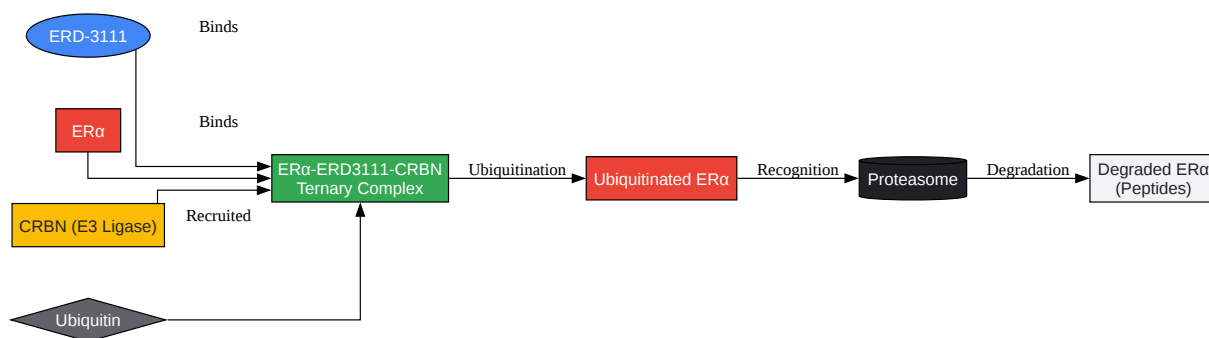 ERD-3111
Binds
ERα
Binds
CRBN (E3 Ligase)
Recruited
Ubiquitin
ERα-ERD3111-CRBN
Ternary Complex
Ubiquitination
Ubiquitinated ERα
Recognition
Proteasome
Degradation
Degraded ERα
(Peptides)